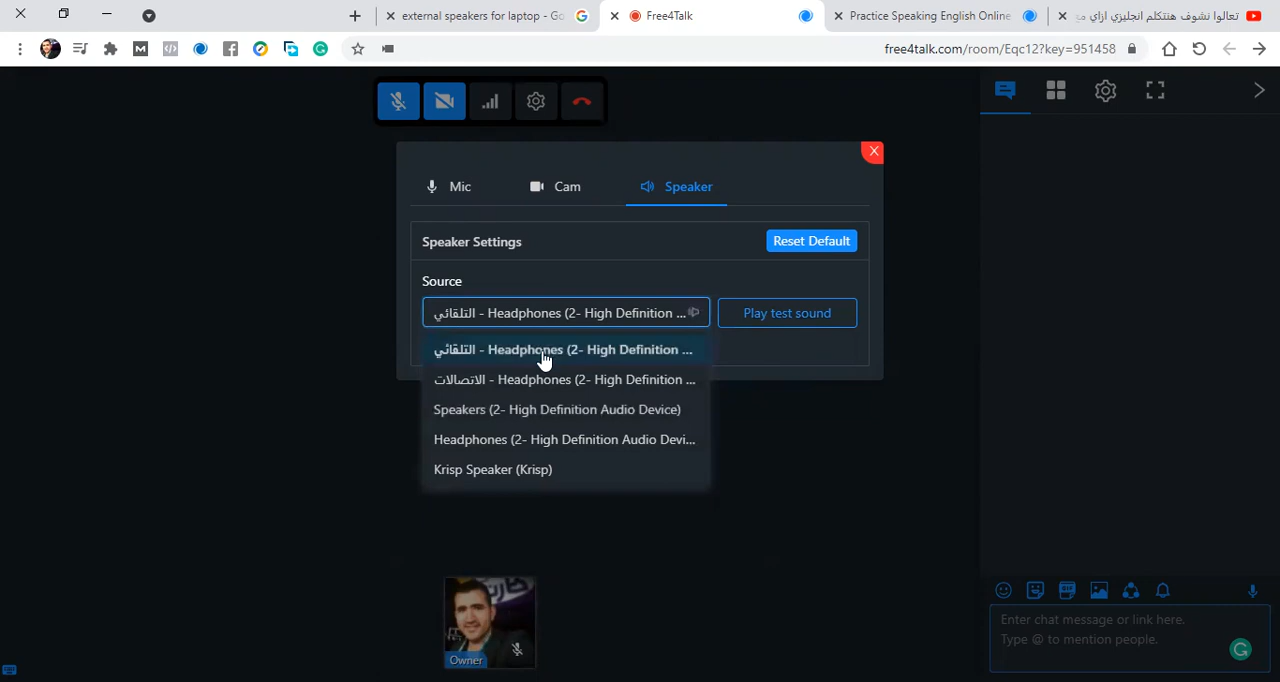 external speakers for laptop - Go
Free4Talk
Practice Speaking English Online
تعالوا نشوف هنتكلم انجليزي ازاي مع
free4talk.com/room/Eqc12?key=951458
Mic
Cam
Speaker
Speaker Settings
Reset Default
Source
التلقائي - Headphones (2- High Definition ...
Play test sound
التلقائي - Headphones (2- High Definition ...
الاتصالات - Headphones (2- High Definition ...
Speakers (2- High Definition Audio Device)
Headphones (2- High Definition Audio Devi...
Krisp Speaker (Krisp)
Owner
Enter chat message or link here.
Type @ to mention people.